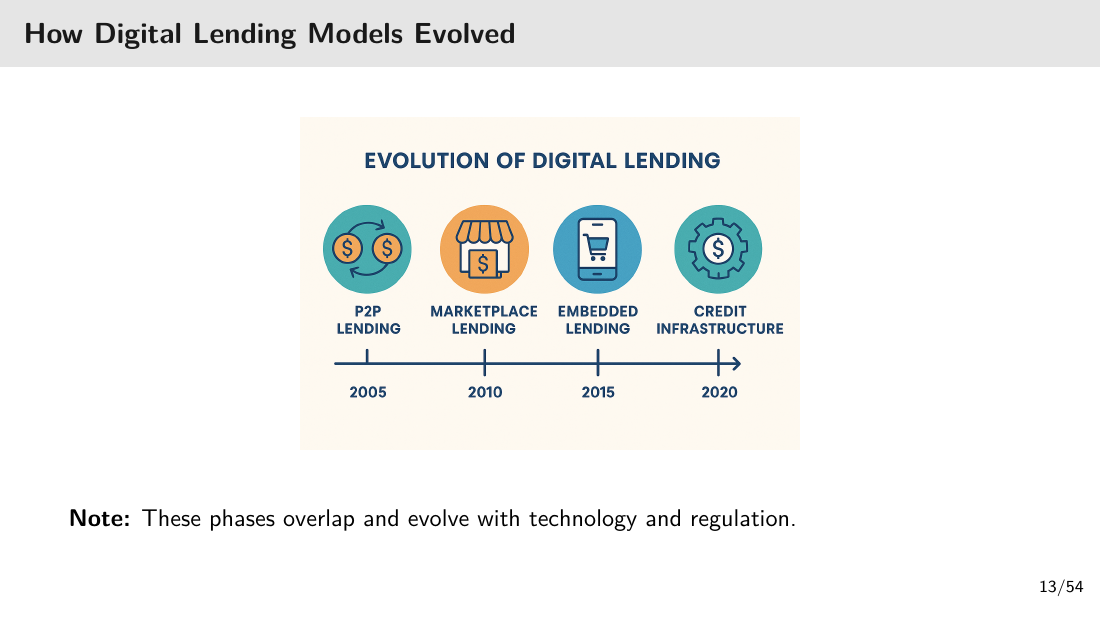 How Digital Lending Models Evolved
EVOLUTION OF DIGITAL LENDING
$ $ $ $
P2P LENDING
MARKETPLACE LENDING
EMBEDDED LENDING
CREDIT INFRASTRUCTURE
2005 2010 2015 2020
Note: These phases overlap and evolve with technology and regulation.
13/54